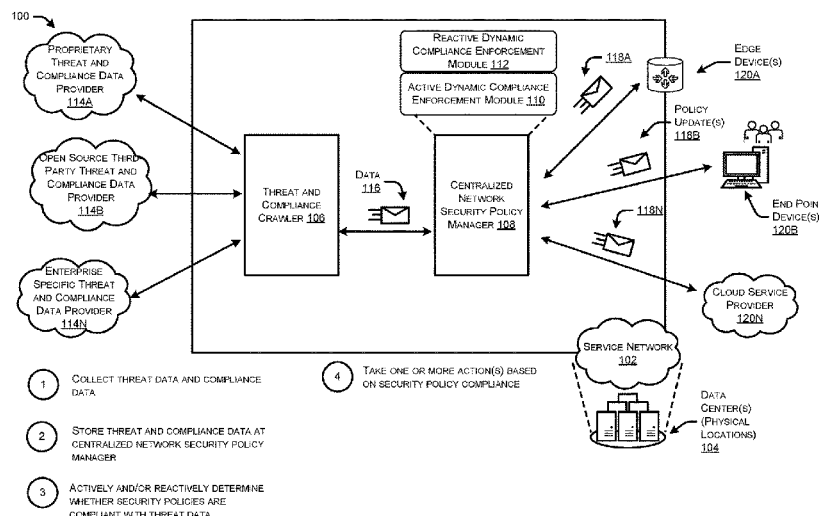 100
PROPRIETARY
THREAT AND
COMPLIANCE DATA
PROVIDER
114A
OPEN SOURCE THIRD
PARTY THREAT AND
COMPLIANCE DATA
PROVIDER
114B
ENTERPRISE
SPECIFIC THREAT
AND COMPLIANCE
DATA PROVIDER
114N
THREAT AND
COMPLIANCE
CRAWLER 106
DATA
116
REACTIVE DYNAMIC
COMPLIANCE ENFORCEMENT
MODULE 112
ACTIVE DYNAMIC COMPLIANCE
ENFORCEMENT MODULE 110
CENTRALIZED
NETWORK
SECURITY POLICY
MANAGER 108
118A
EDGE
DEVICE(S)
120A
POLICY
UPDATE(S)
118B
END POIN
DEVICE(S)
120B
118N
CLOUD SERVICE
PROVIDER
120N
SERVICE NETWORK
102
DATA
CENTER(S)
(PHYSICAL
LOCATIONS)
104
1 COLLECT THREAT DATA AND COMPLIANCE
DATA
2 STORE THREAT AND COMPLIANCE DATA AT
CENTRALIZED NETWORK SECURITY POLICY
MANAGER
3 ACTIVELY AND/OR REACTIVELY DETERMINE
WHETHER SECURITY POLICIES ARE
COMPLIANT WITH THREAT DATA
4 TAKE ONE OR MORE ACTION(S) BASED
ON SECURITY POLICY COMPLIANCE